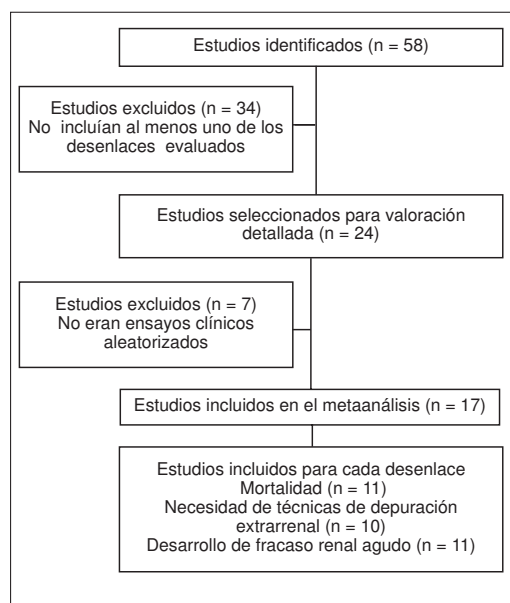 Estudios identificados (n = 58)
Estudios excluidos (n = 34)
No incluían al menos uno de los
desenlaces evaluados
Estudios seleccionados para valoración
detallada (n = 24)
Estudios excluidos (n = 7)
No eran ensayos clínicos
aleatorizados
Estudios incluidos en el metaanálisis (n = 17)
Estudios incluidos para cada desenlace
Mortalidad (n = 11)
Necesidad de técnicas de depuración
extrarrenal (n = 10)
Desarrollo de fracaso renal agudo (n = 11)